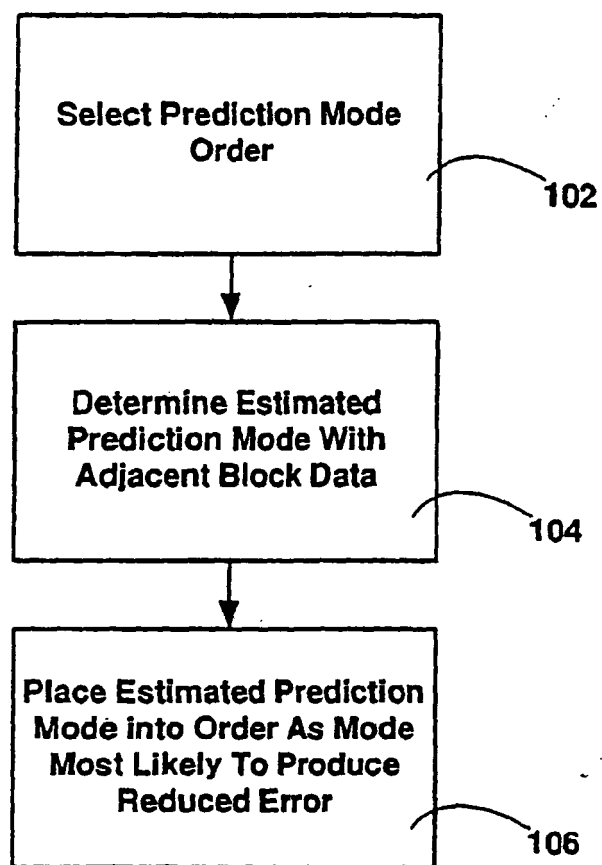 Select Prediction Mode
Order
102
Determine Estimated
Prediction Mode With
Adjacent Block Data
104
Place Estimated Prediction
Mode into Order As Mode
Most Likely To Produce
Reduced Error
106